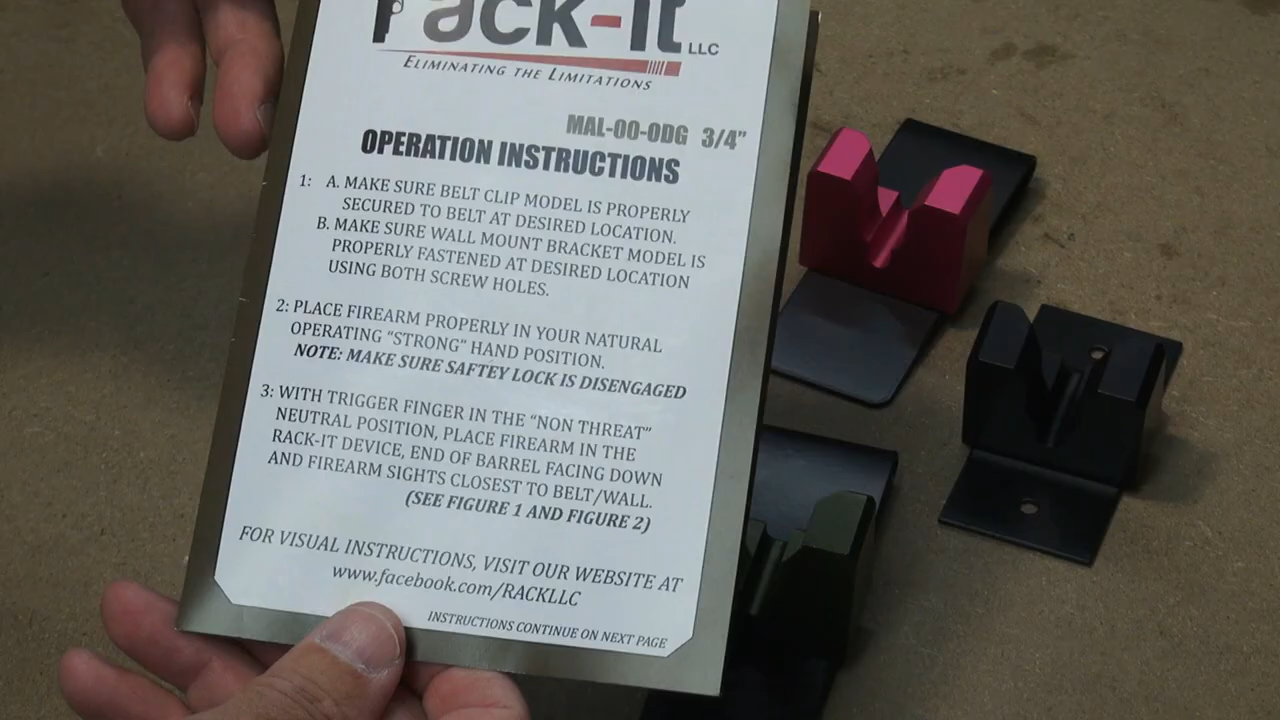 Rack-It LLC
ELIMINATING THE LIMITATIONS
MAL-00-ODG 3/4"
OPERATION INSTRUCTIONS
1: A. MAKE SURE BELT CLIP MODEL IS PROPERLY
SECURED TO BELT AT DESIRED LOCATION.
B. MAKE SURE WALL MOUNT BRACKET MODEL IS
PROPERLY FASTENED AT DESIRED LOCATION
USING BOTH SCREW HOLES.
2: PLACE FIREARM PROPERLY IN YOUR NATURAL
OPERATING "STRONG" HAND POSITION.
NOTE: MAKE SURE SAFTEY LOCK IS DISENGAGED
3: WITH TRIGGER FINGER IN THE "NON THREAT"
NEUTRAL POSITION, PLACE FIREARM IN THE
RACK-IT DEVICE, END OF BARREL FACING DOWN
AND FIREARM SIGHTS CLOSEST TO BELT/WALL.
(SEE FIGURE 1 AND FIGURE 2)
FOR VISUAL INSTRUCTIONS, VISIT OUR WEBSITE AT
www.facebook.com/RACKLLC
INSTRUCTIONS CONTINUE ON NEXT PAGE